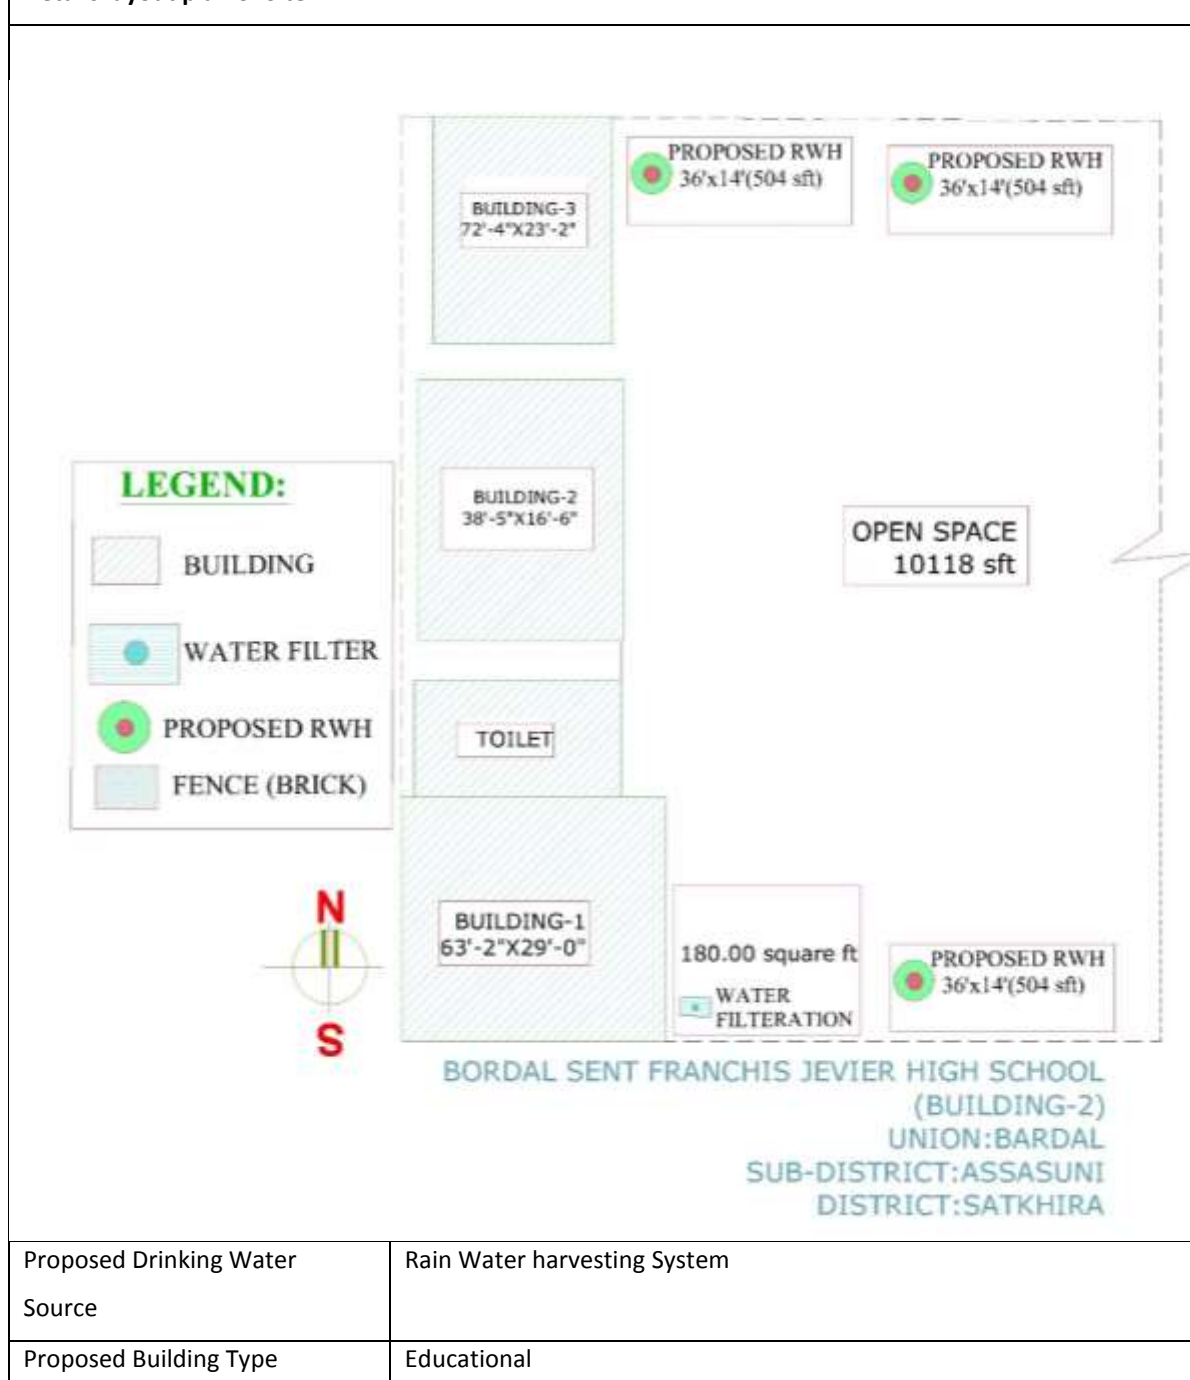 PROPOSED RWH
36'x14'(504 sft)
PROPOSED RWH
36'x14'(504 sft)
BUILDING-3
72'-4"X23'-2"
LEGEND:
BUILDING
WATER FILTER
PROPOSED RWH
FENCE (BRICK)
BUILDING-2
38'-5"X16'-6"
OPEN SPACE
10118 sft
TOILET
BUILDING-1
63'-2"X29'-0"
180.00 square ft
WATER
FILTERATION
PROPOSED RWH
36'x14'(504 sft)
N
S
BORDAL SENT FRANCHIS JEVIER HIGH SCHOOL
(BUILDING-2)
UNION:BARDAL
SUB-DISTRICT:ASSASUNI
DISTRICT:SATKHIRA
Proposed Drinking Water
Source
Rain Water harvesting System
Proposed Building Type
Educational